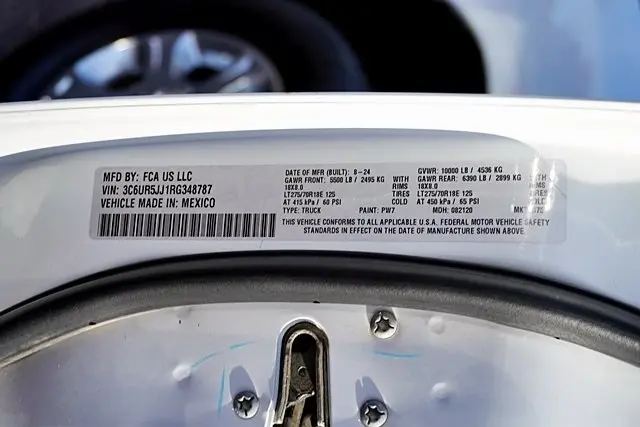 MFD BY: FCA US LLC
VIN: 3C6UR5JJ1RG348787
VEHICLE MADE IN: MEXICO
DATE OF MFR (BUILT): 8-24
GAWR FRONT: 5500 LB / 2495 KG WITH
18X8.0 RIMS
LT275/70R18E 125 TIRES
AT 415 kPa / 60 PSI COLD
TYPE: TRUCK PAINT: PW7
GVWR: 10000 LB / 4536 KG
GAWR REAR: 6390 LB / 2899 KG WITH
18X8.0 RIMS
LT275/70R18E 125 TIRES
AT 450 kPa / 65 PSI COLD
MDH: 082120
THIS VEHICLE CONFORMS TO ALL APPLICABLE U.S.A. FEDERAL MOTOR VEHICLE SAFETY
STANDARDS IN EFFECT ON THE DATE OF MANUFACTURE SHOWN ABOVE.